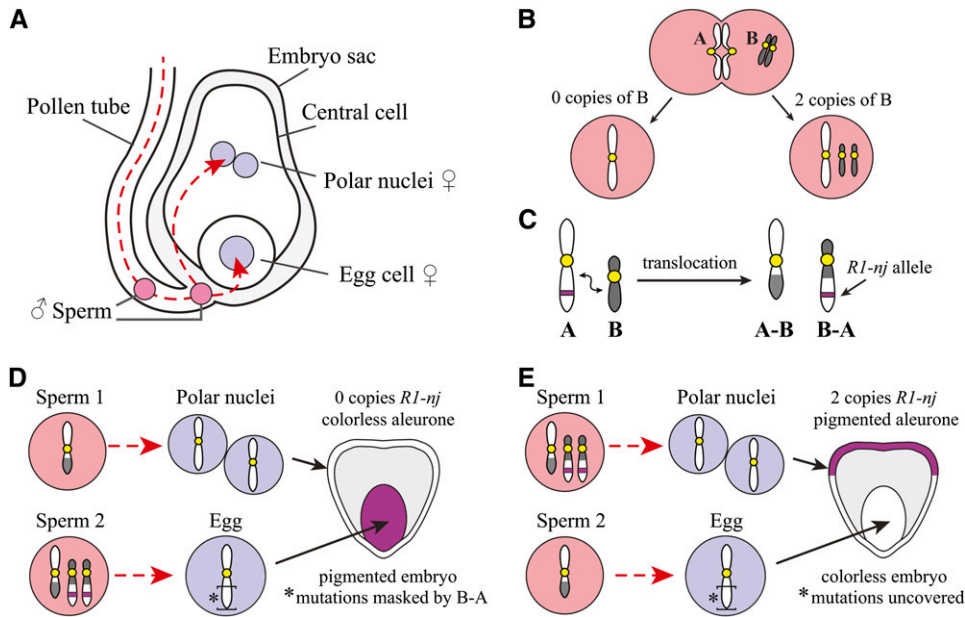 A
Embryo sac
Pollen tube
Central cell
Polar nuclei ♀
Egg cell ♀
♂ Sperm
B
A
B
0 copies of B
2 copies of B
C
translocation
R1-nj allele
A
B
A-B
B-A
D
Sperm 1
Polar nuclei
0 copies R1-nj
colorless aleurone
Sperm 2
Egg
*
pigmented embryo
*mutations masked by B-A
E
Sperm 1
Polar nuclei
2 copies R1-nj
pigmented aleurone
Sperm 2
Egg
*
colorless embryo
*mutations uncovered